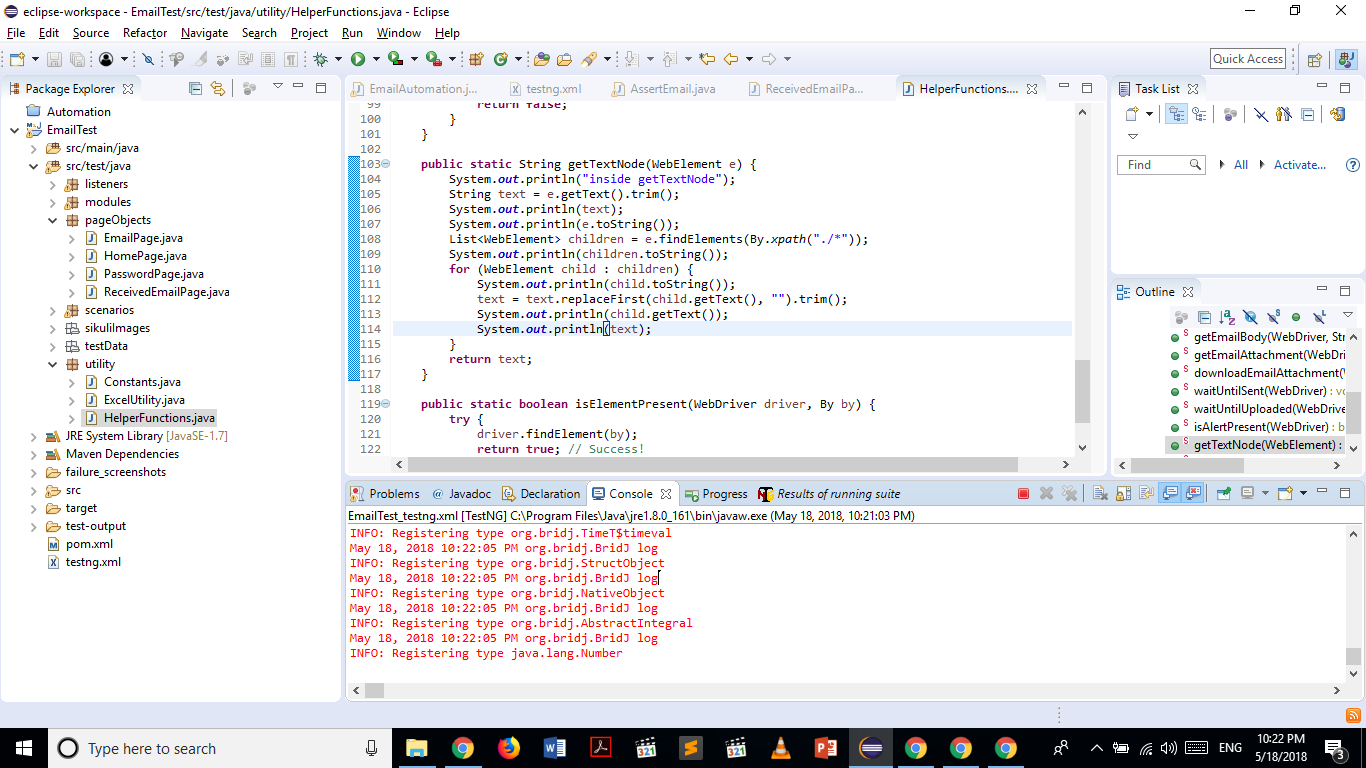 eclipse-workspace - EmailTest/src/test/java/utility/HelperFunctions.java - Eclipse
File Edit Source Refactor Navigate Search Project Run Window Help
Quick Access
Package Explorer
Automation
EmailTest
src/main/java
src/test/java
listeners
modules
pageObjects
EmailPage.java
HomePage.java
PasswordPage.java
ReceivedEmailPage.java
scenarios
sikuliImages
testData
utility
Constants.java
ExcelUtility.java
HelperFunctions.java
JRE System Library [JavaSE-1.7]
Maven Dependencies
failure_screenshots
src
target
test-output
pom.xml
testng.xml
EmailAutomation.j... testng.xml AssertEmail.java ReceivedEmailPa... HelperFunctions....
99 return false;
100 }
101 }
102
103 public static String getTextNode(WebElement e) {
104 System.out.println("inside getTextNode");
105 String text = e.getText().trim();
106 System.out.println(text);
107 System.out.println(e.toString());
108 List<WebElement> children = e.findElements(By.xpath("./*"));
109 System.out.println(children.toString());
110 for (WebElement child : children) {
111 System.out.println(child.toString());
112 text = text.replaceFirst(child.getText(), "").trim();
113 System.out.println(child.getText());
114 System.out.println(text);
115 }
116 return text;
117 }
118
119 public static boolean isElementPresent(WebDriver driver, By by) {
120 try {
121 driver.findElement(by);
122 return true; // Success!
Task List
Find All Activate...
Outline
getEmailBody(WebDriver, Str
getEmailAttachment(WebDri
downloadEmailAttachment(
waitUntilSent(WebDriver) : vo
waitUntilUploaded(WebDrive
isAlertPresent(WebDriver) : b
getTextNode(WebElement) :
Problems Javadoc Declaration Console Progress Results of running suite
EmailTest_testng.xml [TestNG] C:\Program Files\Java\jre1.8.0_161\bin\javaw.exe (May 18, 2018, 10:21:03 PM)
INFO: Registering type org.bridj.TimeT$timeval
May 18, 2018 10:22:05 PM org.bridj.BridJ log
INFO: Registering type org.bridj.StructObject
May 18, 2018 10:22:05 PM org.bridj.BridJ log
INFO: Registering type org.bridj.NativeObject
May 18, 2018 10:22:05 PM org.bridj.BridJ log
INFO: Registering type org.bridj.AbstractIntegral
May 18, 2018 10:22:05 PM org.bridj.BridJ log
INFO: Registering type java.lang.Number
Type here to search
ENG
10:22 PM
5/18/2018
3